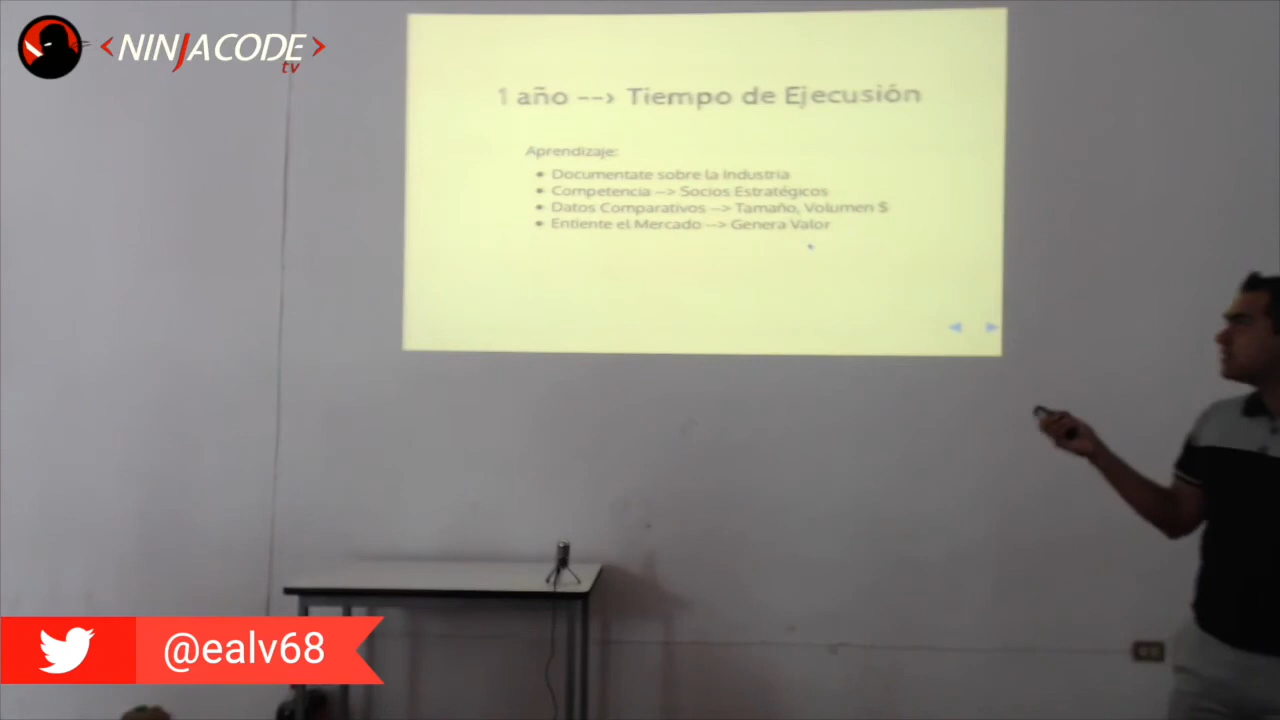 <NINJACODE
tv>
1 año --> Tiempo de Ejecusión
Aprendizaje:
• Documentate sobre la Industria
• Competencia --> Socios Estratégicos
• Datos Comparativos --> Tamaño, Volumen $
• Entiente el Mercado --> Genera Valor
@ealv68